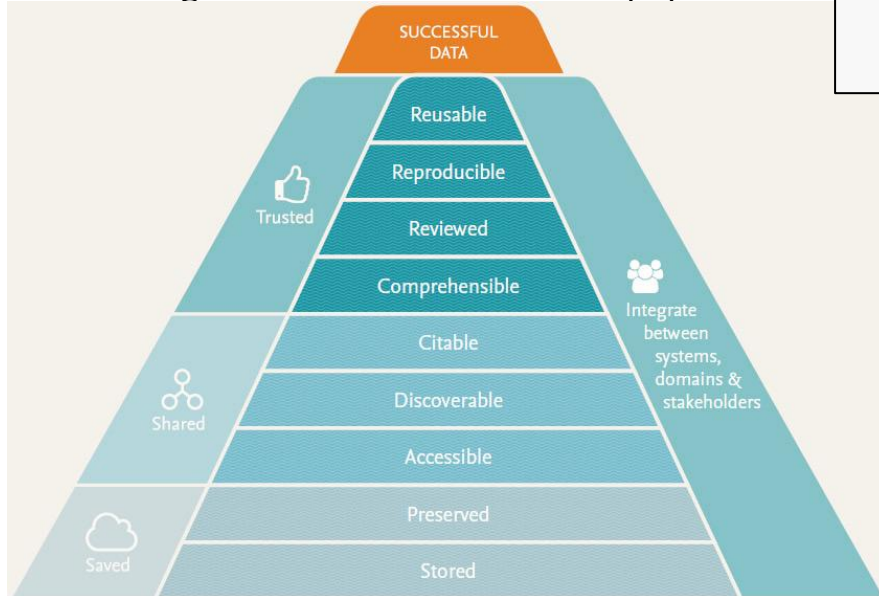 SUCCESSFUL
DATA
Reusable
Reproducible
Trusted
Reviewed
Comprehensible
Integrate
between
systems,
domains &
stakeholders
Citable
Discoverable
Shared
Accessible
Preserved
Saved
Stored